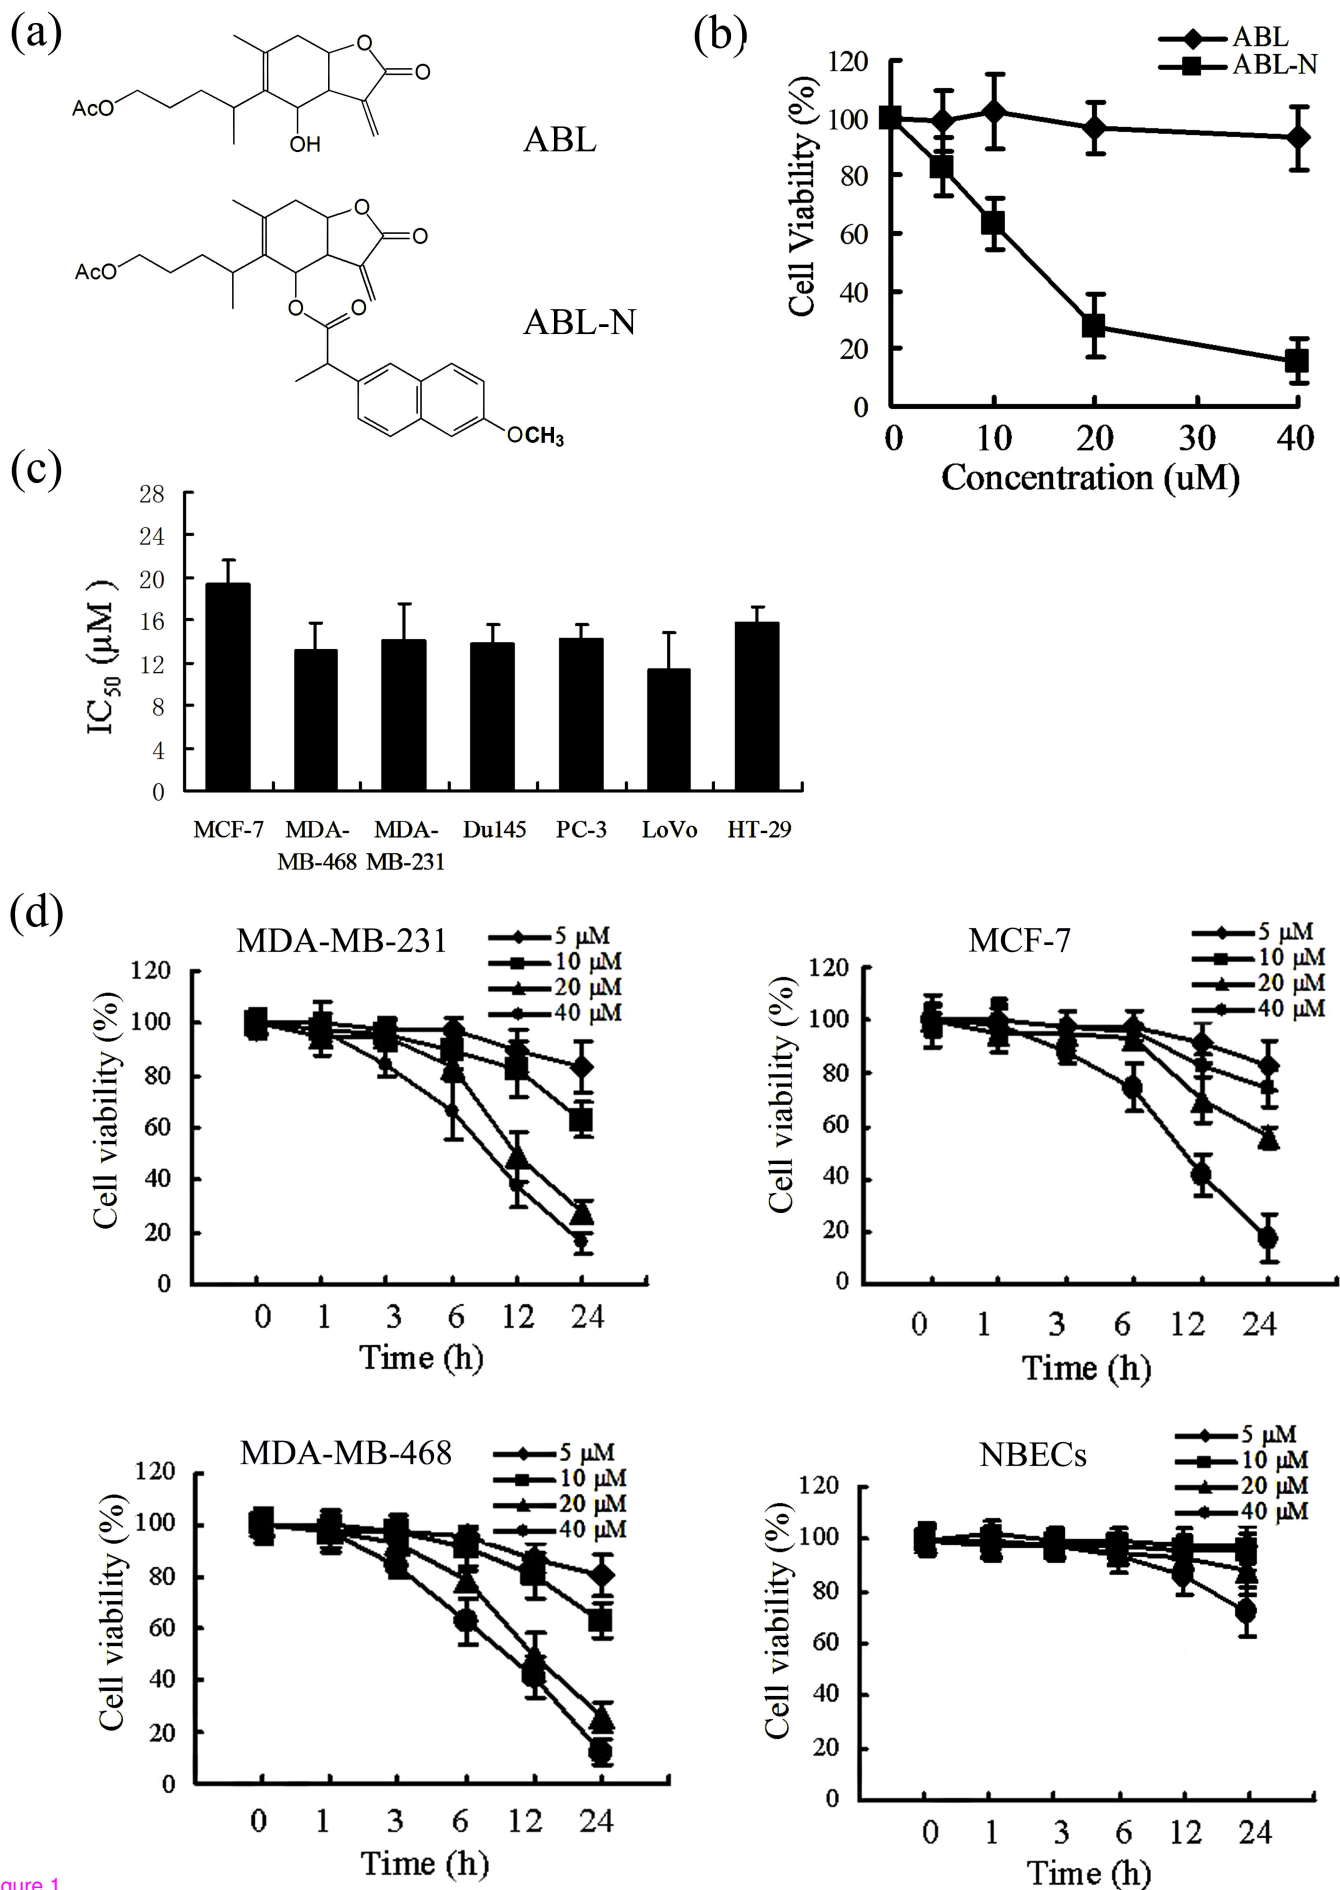 (a)
O
O
AcO
OH
ABL
O
O
AcO
O
O
ABL-N
OCH3
(b)
ABL
ABL-N
120
100
80
60
40
20
0
Cell Viability (%)
0 10 20 30 40
Concentration (uM)
(c)
28
24
20
16
12
8
4
0
IC50 (μM)
MCF-7 MDA- MDA- Du145 PC-3 LoVo HT-29
MB-468 MB-231
(d)
MDA-MB-231
5 μM
10 μM
20 μM
40 μM
120
100
80
60
40
20
0
Cell viability (%)
0 1 3 6 12 24
Time (h)
MCF-7
5 μM
10 μM
20 μM
40 μM
120
100
80
60
40
20
0
Cell viability (%)
0 1 3 6 12 24
Time (h)
MDA-MB-468
5 μM
10 μM
20 μM
40 μM
120
100
80
60
40
20
0
Cell viability (%)
0 1 3 6 12 24
Time (h)
NBECs
5 μM
10 μM
20 μM
40 μM
120
100
80
60
40
20
0
Cell viability (%)
0 1 3 6 12 24
Time (h)
gure 1